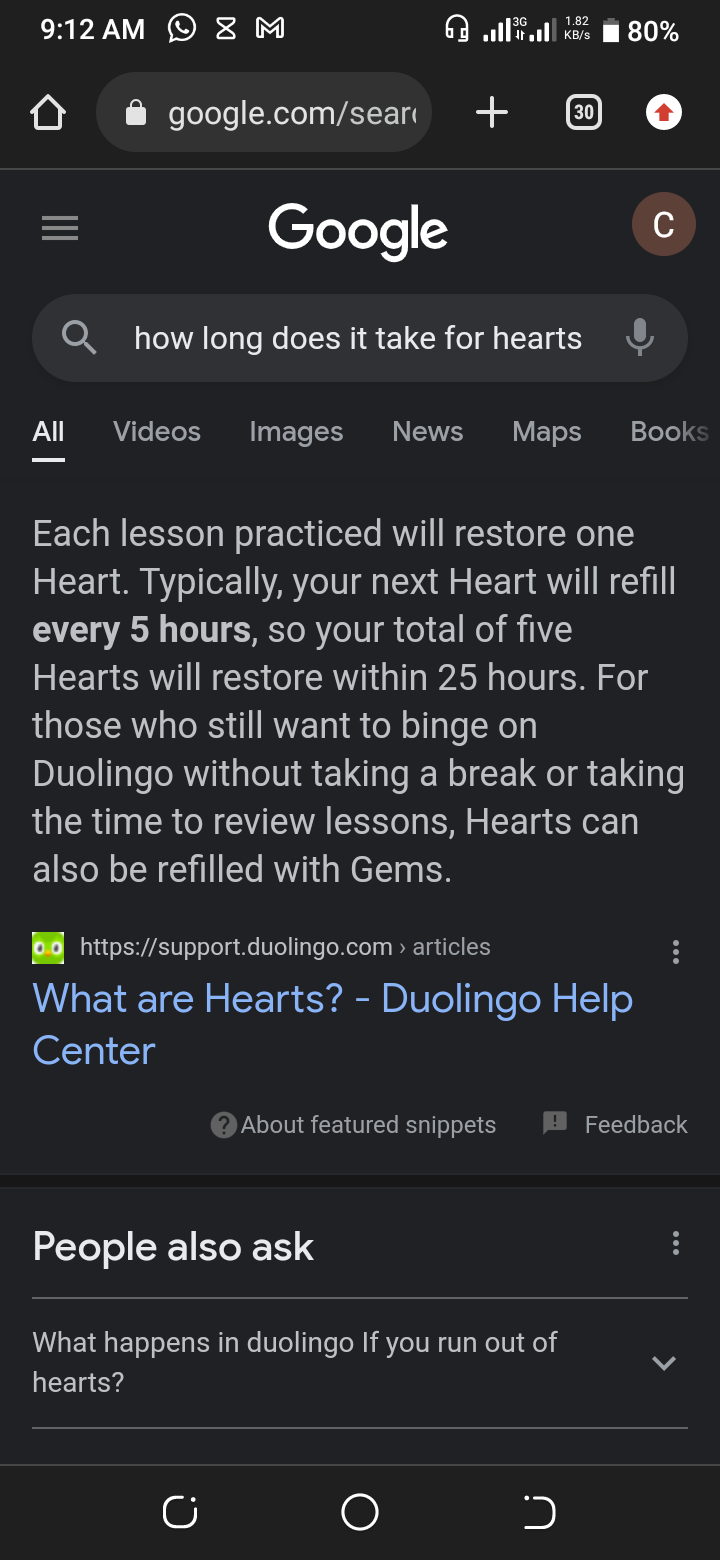 9:12 AM
3G
1.82
KB/s
80%
google.com/sear
30
Google
C
how long does it take for hearts
All Videos Images News Maps Books
Each lesson practiced will restore one
Heart. Typically, your next Heart will refill
every 5 hours, so your total of five
Hearts will restore within 25 hours. For
those who still want to binge on
Duolingo without taking a break or taking
the time to review lessons, Hearts can
also be refilled with Gems.
https://support.duolingo.com › articles
What are Hearts? - Duolingo Help
Center
About featured snippets
Feedback
People also ask
What happens in duolingo If you run out of
hearts?